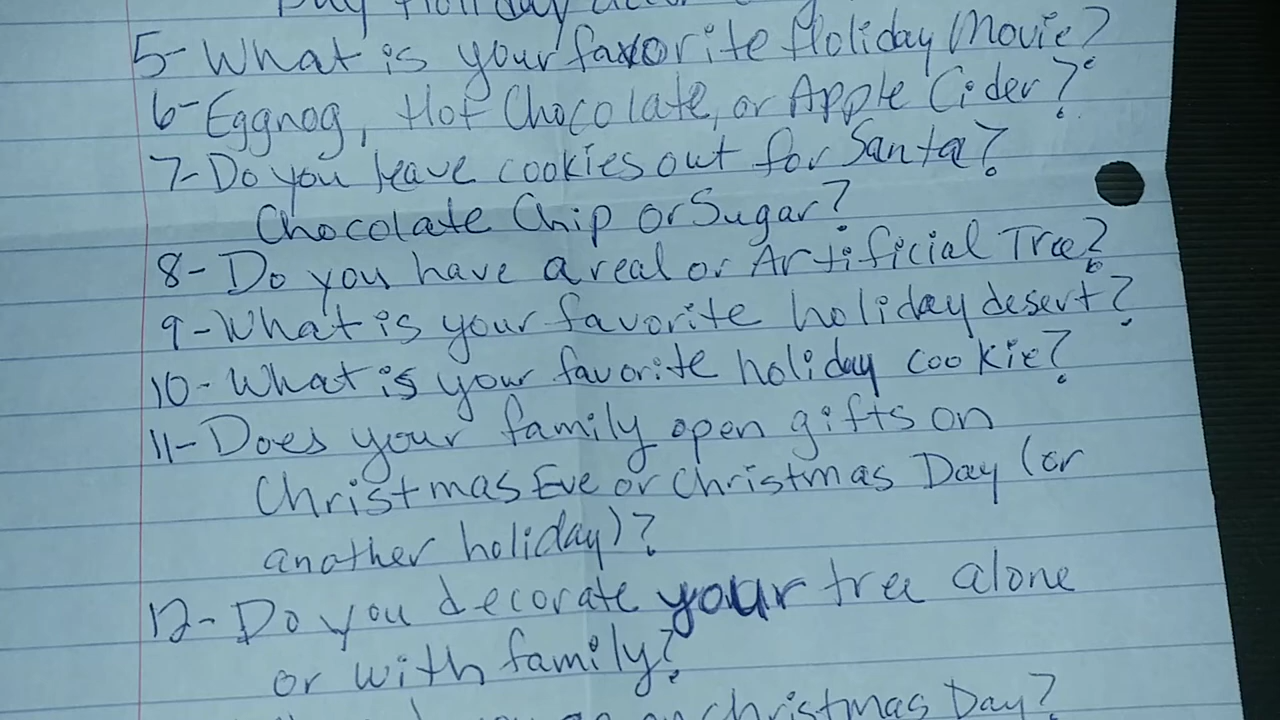 Day Holiday
5- What is your favorite Holiday Movie?
6- Eggnog, Hot Chocolate, or Apple Cider?
7- Do you leave cookies out for Santa?
Chocolate Chip or Sugar?
8- Do you have a real or Artificial Tree?
9- What is your favorite holiday desert?
10- What is your favorite holiday cookie?
11- Does your family open gifts on
Christmas Eve or Christmas Day (or
another holiday)?
12- Do you decorate your tree alone
or with family?
on Christmas Day?